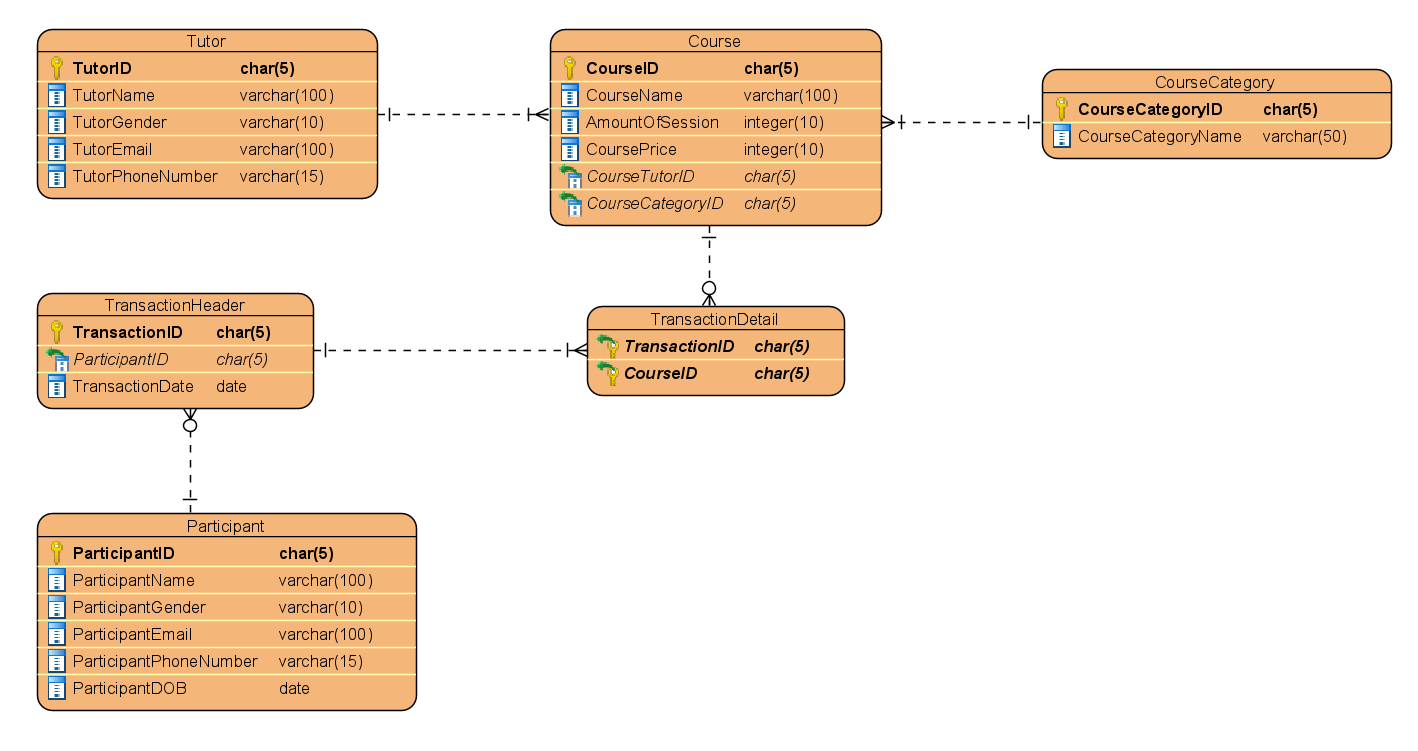 Tutor
TutorID char(5)
TutorName varchar(100)
TutorGender varchar(10)
TutorEmail varchar(100)
TutorPhoneNumber varchar(15)
Course
CourseID char(5)
CourseName varchar(100)
AmountOfSession integer(10)
CoursePrice integer(10)
CourseTutorID char(5)
CourseCategoryID char(5)
CourseCategory
CourseCategoryID char(5)
CourseCategoryName varchar(50)
TransactionHeader
TransactionID char(5)
ParticipantID char(5)
TransactionDate date
TransactionDetail
TransactionID char(5)
CourseID char(5)
Participant
ParticipantID char(5)
ParticipantName varchar(100)
ParticipantGender varchar(10)
ParticipantEmail varchar(100)
ParticipantPhoneNumber varchar(15)
ParticipantDOB date